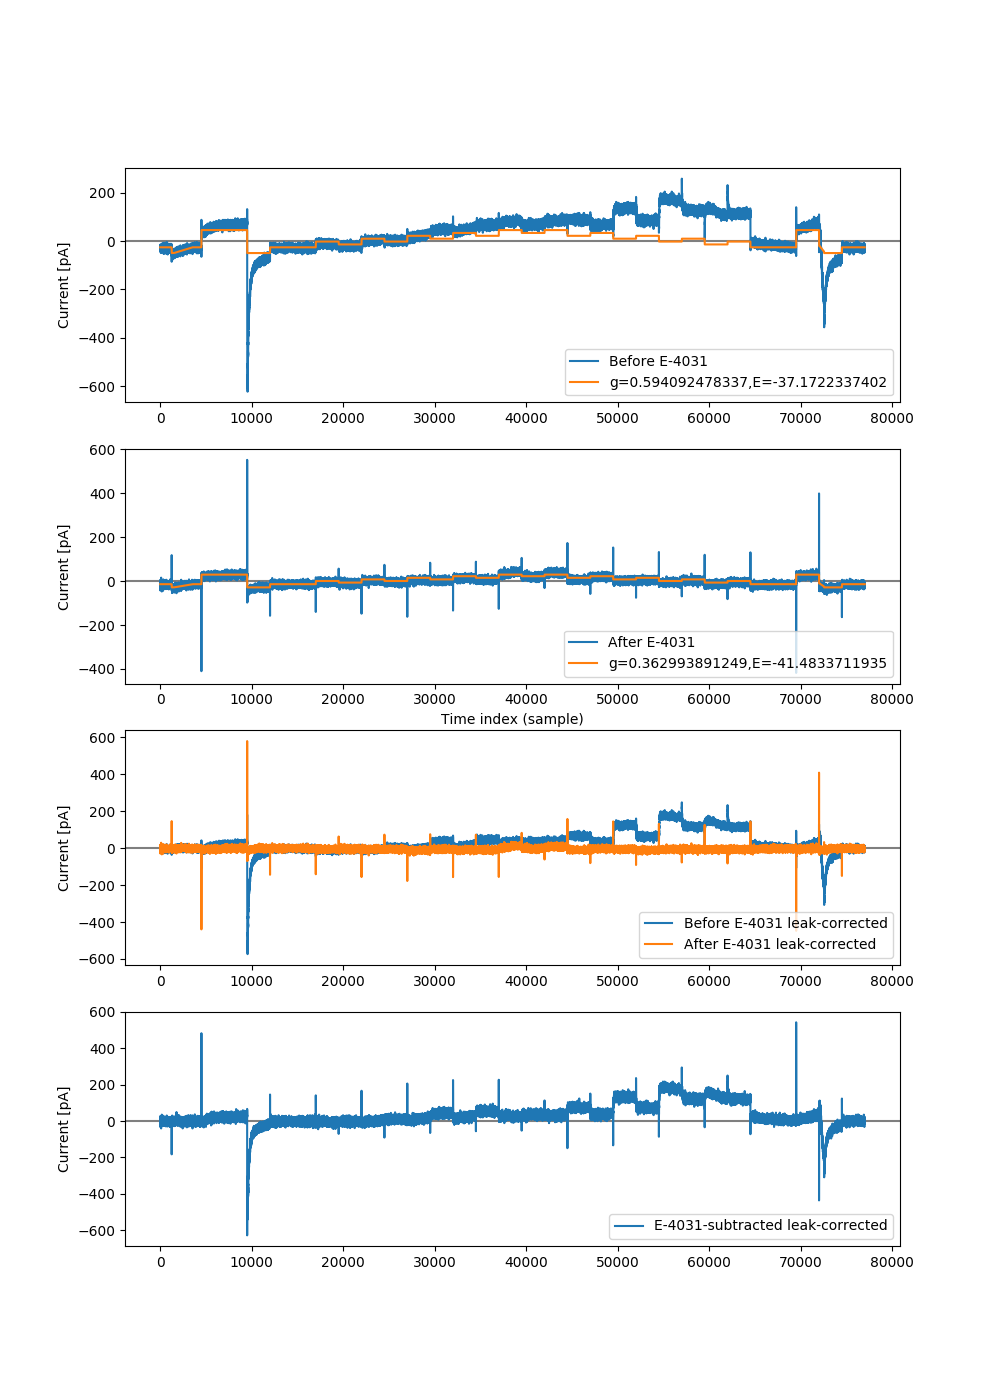 200
0
−200
−400
−600
Current [pA]
Before E-4031
g=0.594092478337,E=-37.1722337402
0 10000 20000 30000 40000 50000 60000 70000 80000
600
400
200
0
−200
−400
Current [pA]
After E-4031
g=0.362993891249,E=-41.4833711935
0 10000 20000 30000 40000 50000 60000 70000 80000
Time index (sample)
600
400
200
0
−200
−400
−600
Current [pA]
Before E-4031 leak-corrected
After E-4031 leak-corrected
0 10000 20000 30000 40000 50000 60000 70000 80000
600
400
200
0
−200
−400
−600
Current [pA]
E-4031-subtracted leak-corrected
0 10000 20000 30000 40000 50000 60000 70000 80000